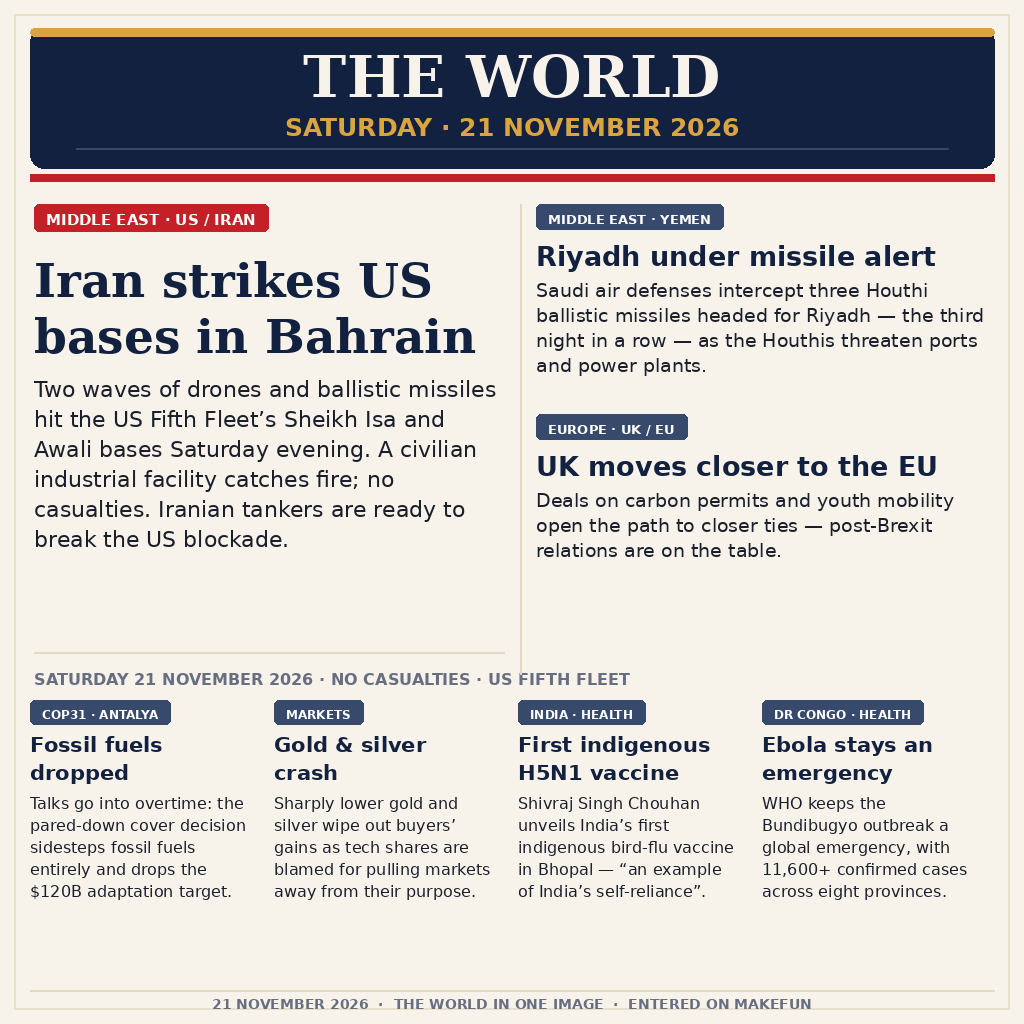 THE WORLD
SATURDAY · 21 NOVEMBER 2026
MIDDLE EAST · US / IRAN
Iran strikes US
bases in Bahrain
Two waves of drones and ballistic missiles
hit the US Fifth Fleet’s Sheikh Isa and
Awali bases Saturday evening. A civilian
industrial facility catches fire; no
casualties. Iranian tankers are ready to
break the US blockade.
MIDDLE EAST · YEMEN
Riyadh under missile alert
Saudi air defenses intercept three Houthi
ballistic missiles headed for Riyadh — the third
night in a row — as the Houthis threaten ports
and power plants.
EUROPE · UK / EU
UK moves closer to the EU
Deals on carbon permits and youth mobility
open the path to closer ties — post-Brexit
relations are on the table.
SATURDAY 21 NOVEMBER 2026 · NO CASUALTIES · US FIFTH FLEET
COP31 · ANTALYA
Fossil fuels
dropped
Talks go into overtime: the
pared-down cover decision
sidesteps fossil fuels
entirely and drops the
$120B adaptation target.
MARKETS
Gold & silver
crash
Sharply lower gold and
silver wipe out buyers’
gains as tech shares are
blamed for pulling markets
away from their purpose.
INDIA · HEALTH
First indigenous
H5N1 vaccine
Shivraj Singh Chouhan
unveils India’s first
indigenous bird-flu vaccine
in Bhopal — “an example
of India’s self-reliance”.
DR CONGO · HEALTH
Ebola stays an
emergency
WHO keeps the
Bundibugyo outbreak a
global emergency, with
11,600+ confirmed cases
across eight provinces.
21 NOVEMBER 2026 · THE WORLD IN ONE IMAGE · ENTERED ON MAKEFUN